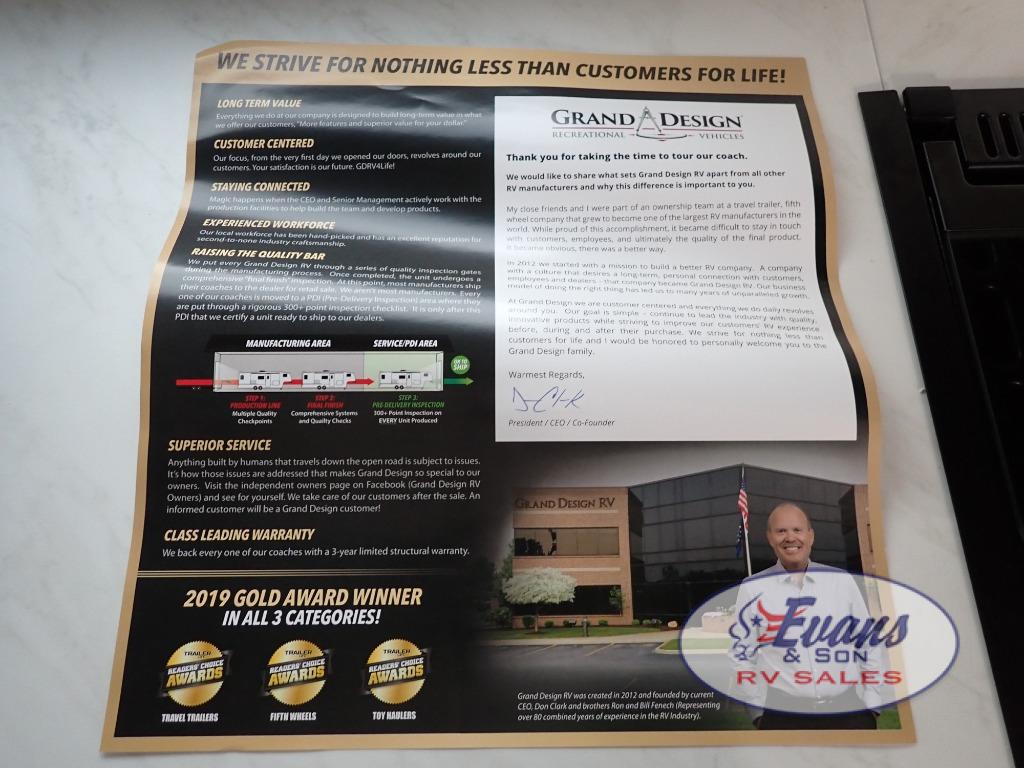 WE STRIVE FOR NOTHING LESS THAN CUSTOMERS FOR LIFE!
LONG TERM VALUE
Everything we do at our company is designed to build long-term value in what
we offer our customers, "More features and superior value for your dollar."
CUSTOMER CENTERED
Our focus, from the very first day we opened our doors, revolves around our
customers. Your satisfaction is our future. GDRV4Life!
STAYING CONNECTED
Magic happens when the CEO and Senior Management actively work with the
production facilities to help build the team and develop products.
EXPERIENCED WORKFORCE
Our local workforce has been hand-picked and has an excellent reputation for
second-to-none industry craftsmanship.
RAISING THE QUALITY BAR
We put every Grand Design RV through a series of quality inspection gates
during the manufacturing process. Once completed, the unit undergoes a
comprehensive "final finish" inspection. At this point, most manufacturers ship
their coaches to the dealer for retail sale. We aren't most manufacturers. Every
one of our coaches is moved to a PDI (Pre-Delivery Inspection) area where they
are put through a rigorous 300+ point inspection checklist. It is only after this
PDI that we certify a unit ready to ship to our dealers.
MANUFACTURING AREA
SERVICE/PDI AREA
OK TO
SHIP
STEP 1:
PRODUCTION LINE
Multiple Quality
Checkpoints
STEP 2:
FINAL FINISH
Comprehensive Systems
and Quailty Checks
STEP 3:
PRE-DELIVERY INSPECTION
300+ Point Inspection on
EVERY Unit Produced
SUPERIOR SERVICE
Anything built by humans that travels down the open road is subject to issues.
It's how those issues are addressed that makes Grand Design so special to our
owners. Visit the independent owners page on Facebook (Grand Design RV
Owners) and see for yourself. We take care of our customers after the sale. An
informed customer will be a Grand Design customer!
CLASS LEADING WARRANTY
We back every one of our coaches with a 3-year limited structural warranty.
2019 GOLD AWARD WINNER
IN ALL 3 CATEGORIES!
TRAILER
READERS' CHOICE
AWARDS
TRAVEL TRAILERS
TRAILER
READERS' CHOICE
AWARDS
FIFTH WHEELS
TRAILER
READERS' CHOICE
AWARDS
TOY HAULERS
GRAND DESIGN
RECREATIONAL VEHICLES
Thank you for taking the time to tour our coach.
We would like to share what sets Grand Design RV apart from all other
RV manufacturers and why this difference is important to you.
My close friends and I were part of an ownership team at a travel trailer, fifth
wheel company that grew to become one of the largest RV manufacturers in the
world. While proud of this accomplishment, it became difficult to stay in touch
with customers, employees, and ultimately the quality of the final product.
It became obvious, there was a better way.
In 2012 we started with a mission to build a better RV company. A company
with a culture that desires a long-term, personal connection with customers,
employees and dealers - that company became Grand Design RV. Our business
model of doing the right thing has led us to many years of unparalleled growth.
At Grand Design we are customer centered and everything we do daily revolves
around you. Our goal is simple - continue to lead the industry with quality,
innovative products while striving to improve our customers' RV experience
before, during and after their purchase. We strive for nothing less than
customers for life and I would be honored to personally welcome you to the
Grand Design family.
Warmest Regards,
President / CEO / Co-Founder
GRAND DESIGN RV
Grand Design RV was created in 2012 and founded by current
CEO, Don Clark and brothers Ron and Bill Fenech (Representing
over 80 combined years of experience in the RV Industry).
Evans
& SON
RV SALES